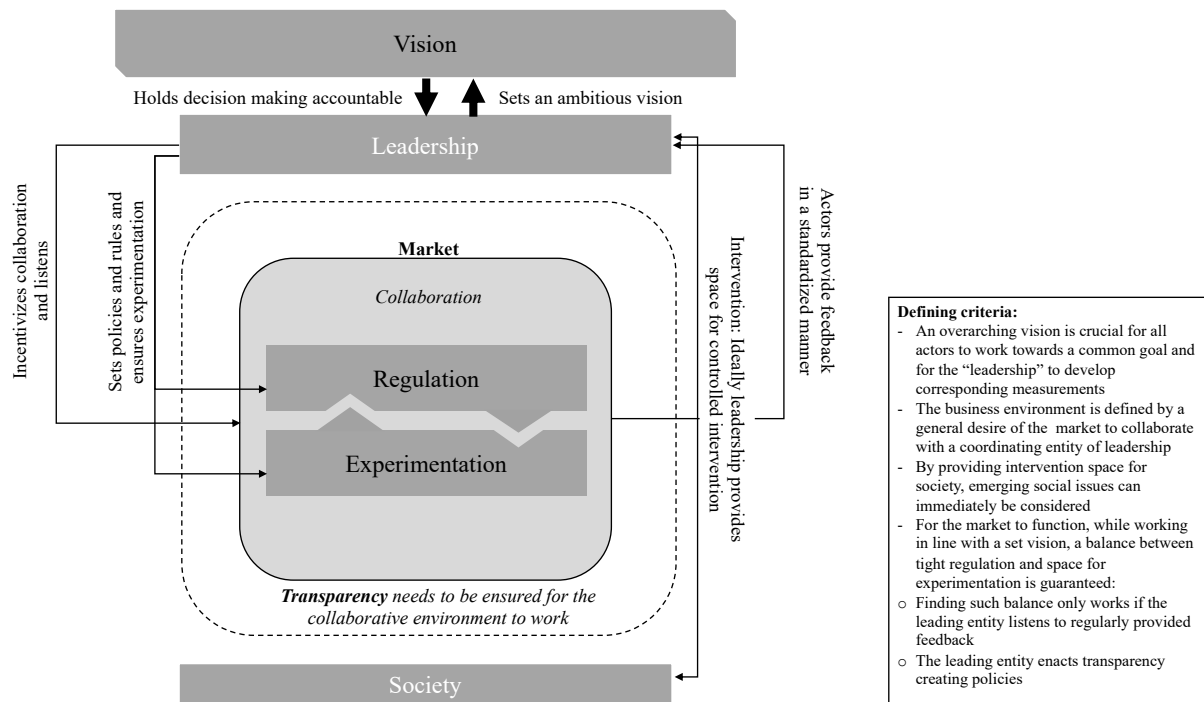 Vision
Holds decision making accountable
Sets an ambitious vision
Leadership
Incentivizes collaboration
and listens
Sets policies and rules and
ensures experimentation
Market
Collaboration
Regulation
Experimentation
Transparency needs to be ensured for the
collaborative environment to work
Intervention: Ideally leadership provides
space for controlled intervention
Actors provide feedback
in a standardized manner
Society
Defining criteria:
- An overarching vision is crucial for all
actors to work towards a common goal and
for the “leadership” to develop
corresponding measurements
- The business environment is defined by a
general desire of the market to collaborate
with a coordinating entity of leadership
- By providing intervention space for
society, emerging social issues can
immediately be considered
- For the market to function, while working
in line with a set vision, a balance between
tight regulation and space for
experimentation is guaranteed:
o Finding such balance only works if the
leading entity listens to regularly provided
feedback
o The leading entity enacts transparency
creating policies